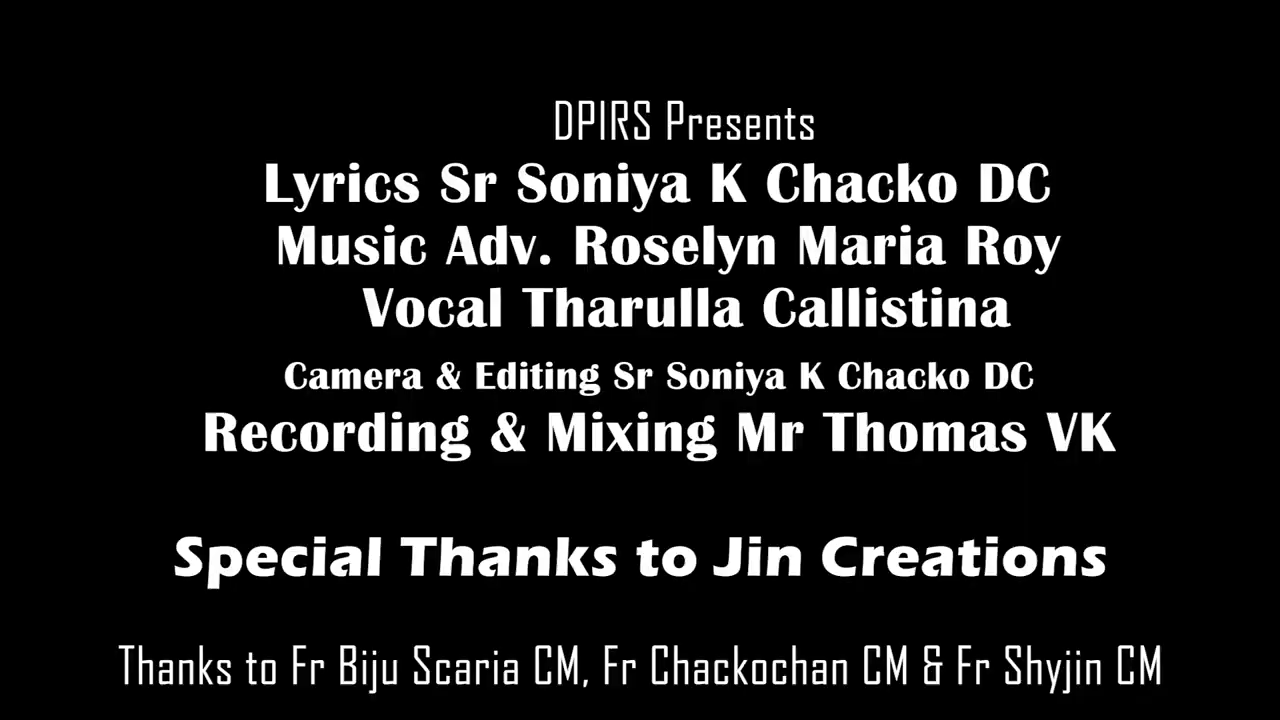 DPIRS Presents
Lyrics Sr Soniya K Chacko DC
Music Adv. Roselyn Maria Roy
Vocal Tharulla Callistina
Camera & Editing Sr Soniya K Chacko DC
Recording & Mixing Mr Thomas VK
Special Thanks to Jin Creations
Thanks to Fr Biju Scaria CM, Fr Chackochan CM & Fr Shyjin CM